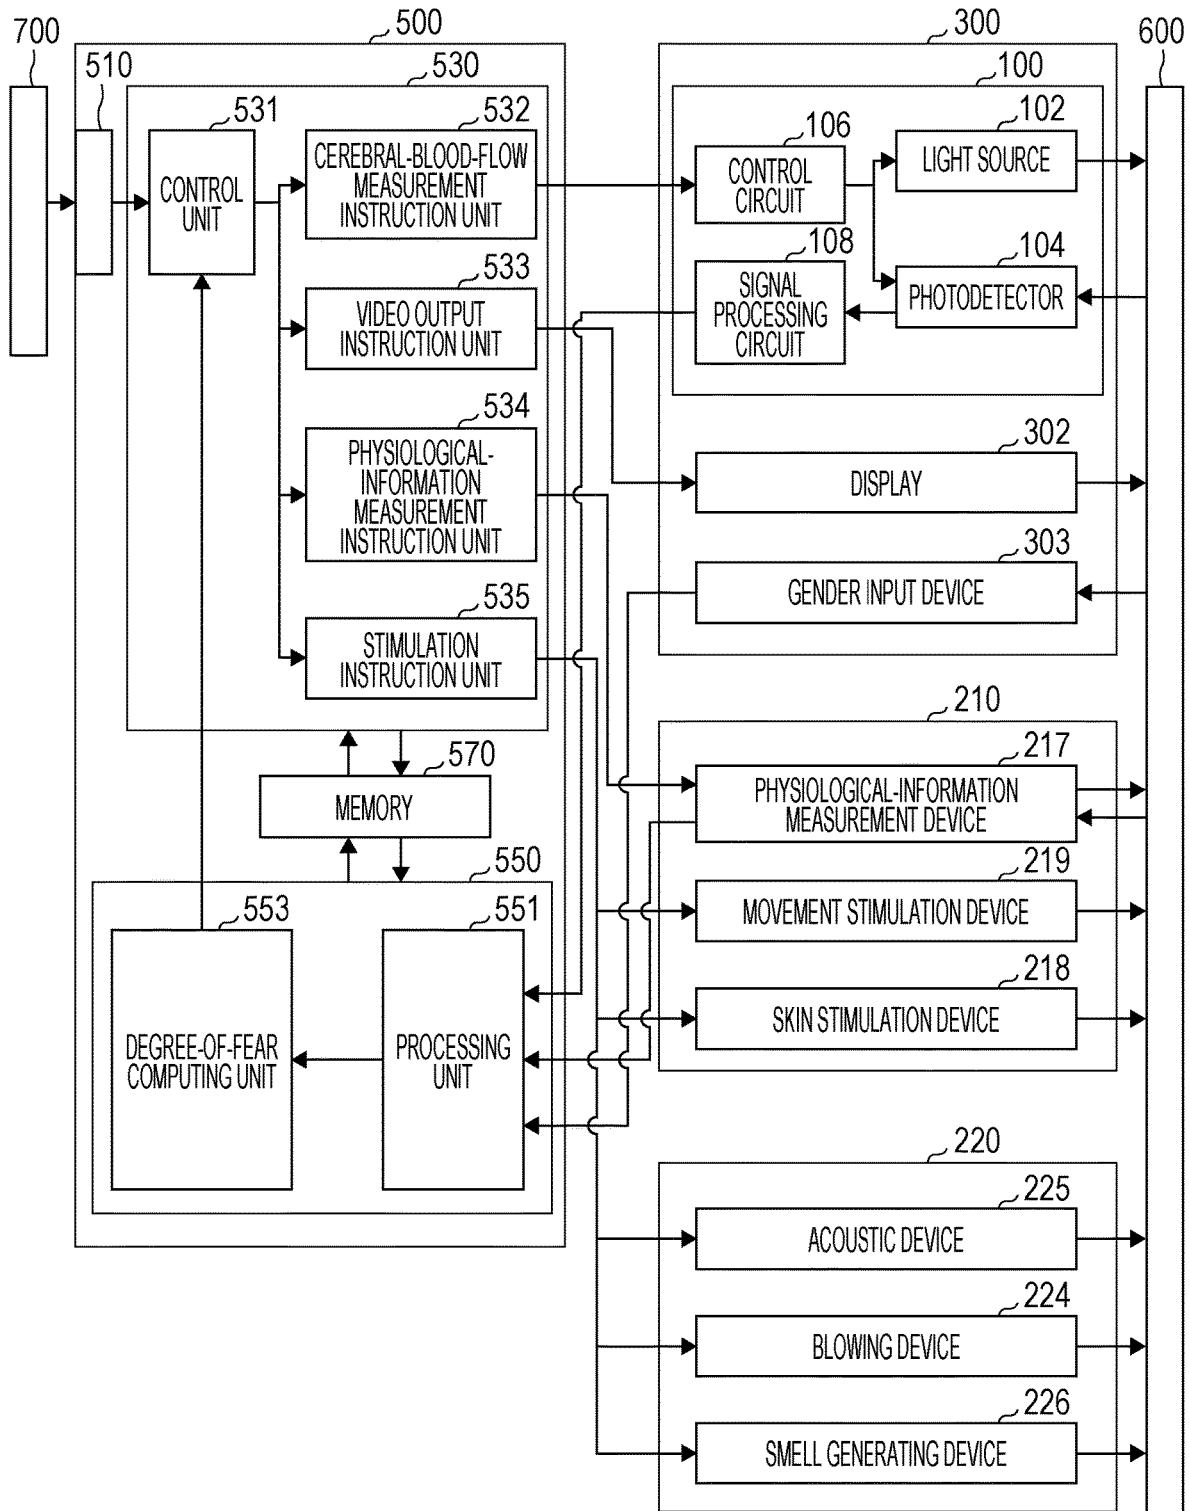 700
500
300
600
510
530
100
531
532
106
102
CONTROL
UNIT
CEREBRAL-BLOOD-FLOW
MEASUREMENT
INSTRUCTION UNIT
CONTROL
CIRCUIT
LIGHT SOURCE
533
108
104
VIDEO OUTPUT
INSTRUCTION UNIT
SIGNAL
PROCESSING
CIRCUIT
PHOTODETECTOR
534
302
PHYSIOLOGICAL-
INFORMATION
MEASUREMENT
INSTRUCTION UNIT
DISPLAY
303
GENDER INPUT DEVICE
535
STIMULATION
INSTRUCTION UNIT
210
570
217
MEMORY
PHYSIOLOGICAL-INFORMATION
MEASUREMENT DEVICE
550
219
553
551
MOVEMENT STIMULATION DEVICE
218
DEGREE-OF-FEAR
COMPUTING UNIT
PROCESSING
UNIT
SKIN STIMULATION DEVICE
220
225
ACOUSTIC DEVICE
224
BLOWING DEVICE
226
SMELL GENERATING DEVICE